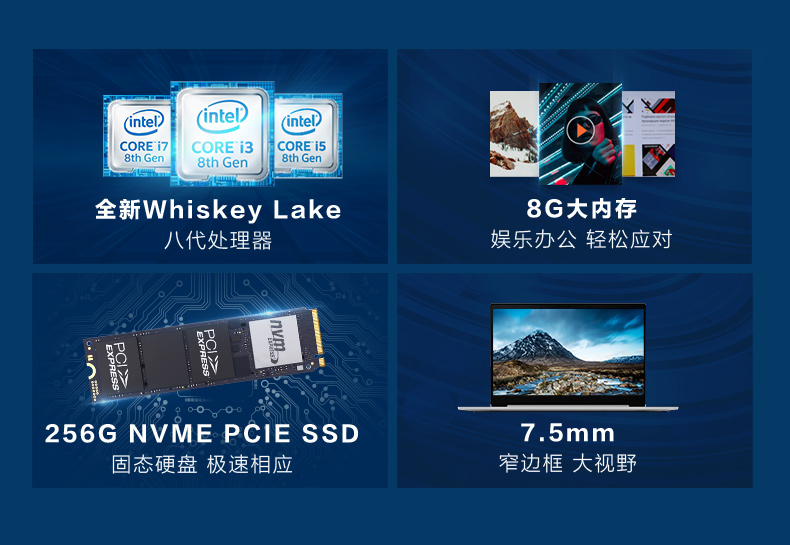 intel
CORE i7
8th Gen
intel
CORE i3
8th Gen
intel
CORE i5
8th Gen
全新Whiskey Lake
八代处理器
8G大内存
娱乐办公 轻松应对
PCI
EXPRESS
PCI
EXPRESS
nvm
EXPRESS
256G NVME PCIE SSD
固态硬盘 极速相应
7.5mm
窄边框 大视野